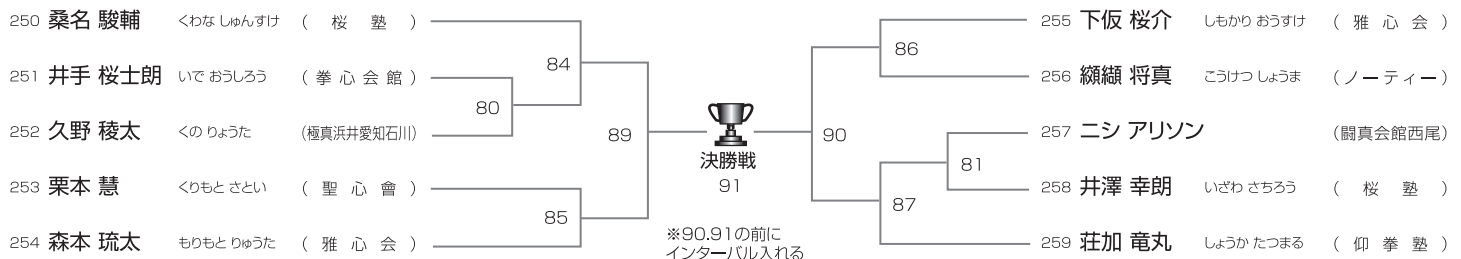 250 桑名 駿輔 くわな しゅんすけ （桜塾）
251 井手 桜士朗 いで おうしろう （拳心会館）
252 久野 稜太 くの りょうた （極真浜井愛知石川）
253 栗本 慧 くりもと さとい （聖心會）
254 森本 琉太 もりもと りゅうた （雅心会）
84
80
89
85
決勝戦
91
※90.91の前に
インターバル入れる
90
86
81
87
255 下仮 桜介 しもかり おうすけ （雅心会）
256 纐纈 将真 こうけつ しょうま （ノーティー）
257 ニシ アリソン （闘真会館西尾）
258 井澤 幸朗 いざわ さちろう （桜塾）
259 荘加 竜丸 しょうか たつまる （仰拳塾）